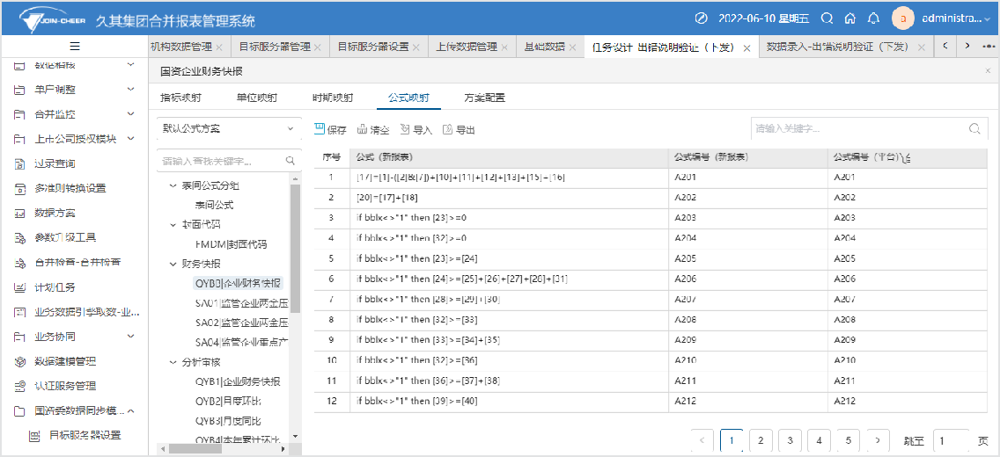 JOIN-CHEER 久其集团合并报表管理系统 2022-06-10 星期五 a administra...
机构数据管理 目标服务器管理 目标服务器设置 上传数据管理 基础数据 任务设计-出错说明验证（下发） 数据录入-出错说明验证（下发）
数据稽核
单户调整
合并监控
上市公司授权模块
过录查询
多准则转换设置
数据方案
参数升级工具
合并检查-合并检查
计划任务
业务数据引擎取数-业...
业务协同
数据建模管理
认证服务管理
国资委数据同步模...
目标服务器设置
国资企业财务快报
指标映射 单位映射 时期映射 公式映射 方案配置
默认公式方案
保存 清空 导入 导出
请输入关键字...
请输入查找关键字...
表间公式分组
表间公式
封面代码
FMDM|封面代码
财务快报
QYBB|企业财务快报
SA01|监管企业两金压
SA02|监管企业两金压
SA04|监管企业重点产
分析审核
QYB1|企业财务快报
QYB2|月度环比
QYB3|月度同比
QYB4|本年累计环比
序号 公式（新报表） 公式编号（新报表） 公式编号（平台）
1 [17]=[1]-([2]&[7])+[10]+[11]+[12]+[13]+[15]+[16] A201 A201
2 [20]=[17]+[18] A202 A202
3 if bblx<>"1" then [23]>=0 A203 A203
4 if bblx<>"1" then [32]>=0 A204 A204
5 if bblx<>"1" then [23]>=[24] A205 A205
6 if bblx<>"1" then [24]>=[25]+[26]+[27]+[28]+[31] A206 A206
7 if bblx<>"1" then [28]>=[29]+[30] A207 A207
8 if bblx<>"1" then [32]>=[33] A208 A208
9 if bblx<>"1" then [33]>=[34]+[35] A209 A209
10 if bblx<>"1" then [32]>=[36] A210 A210
11 if bblx<>"1" then [36]>=[37]+[38] A211 A211
12 if bblx<>"1" then [39]>=[40] A212 A212
1 2 3 4 5 跳至 1 页